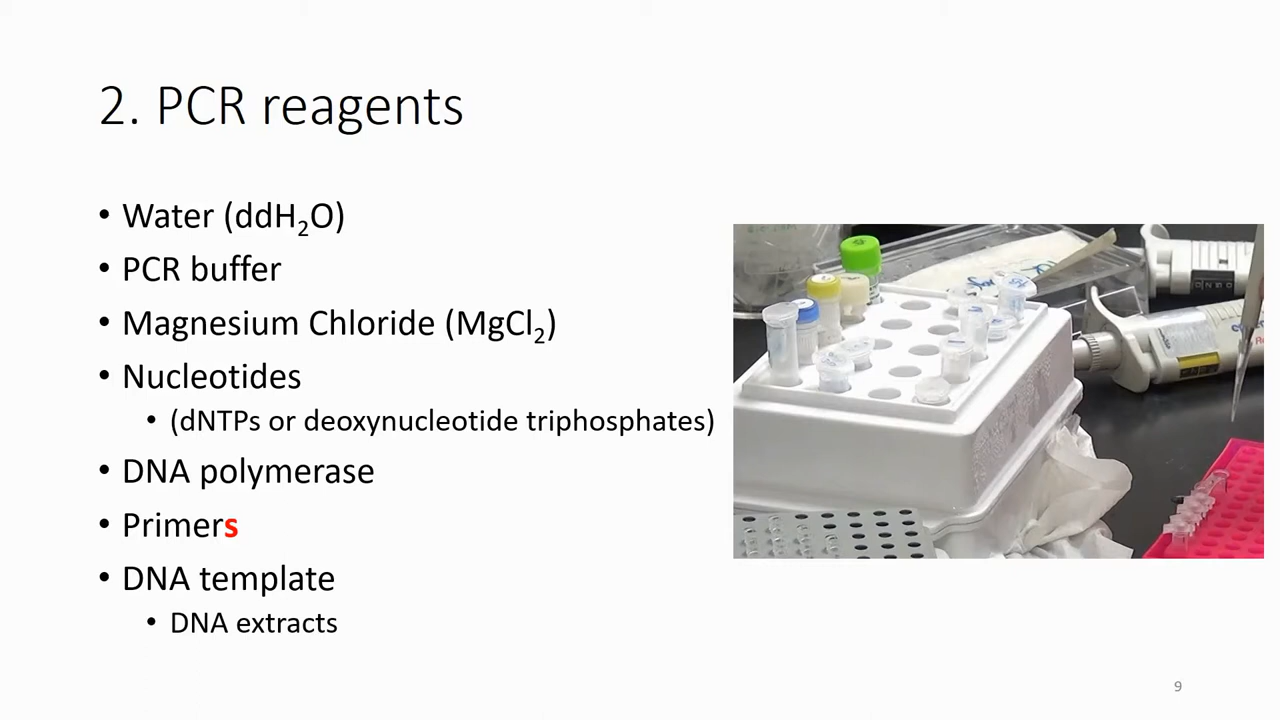 2. PCR reagents
• Water (ddH₂O)
• PCR buffer
• Magnesium Chloride (MgCl₂)
• Nucleotides
• (dNTPs or deoxynucleotide triphosphates)
• DNA polymerase
• Primers
• DNA template
• DNA extracts
9